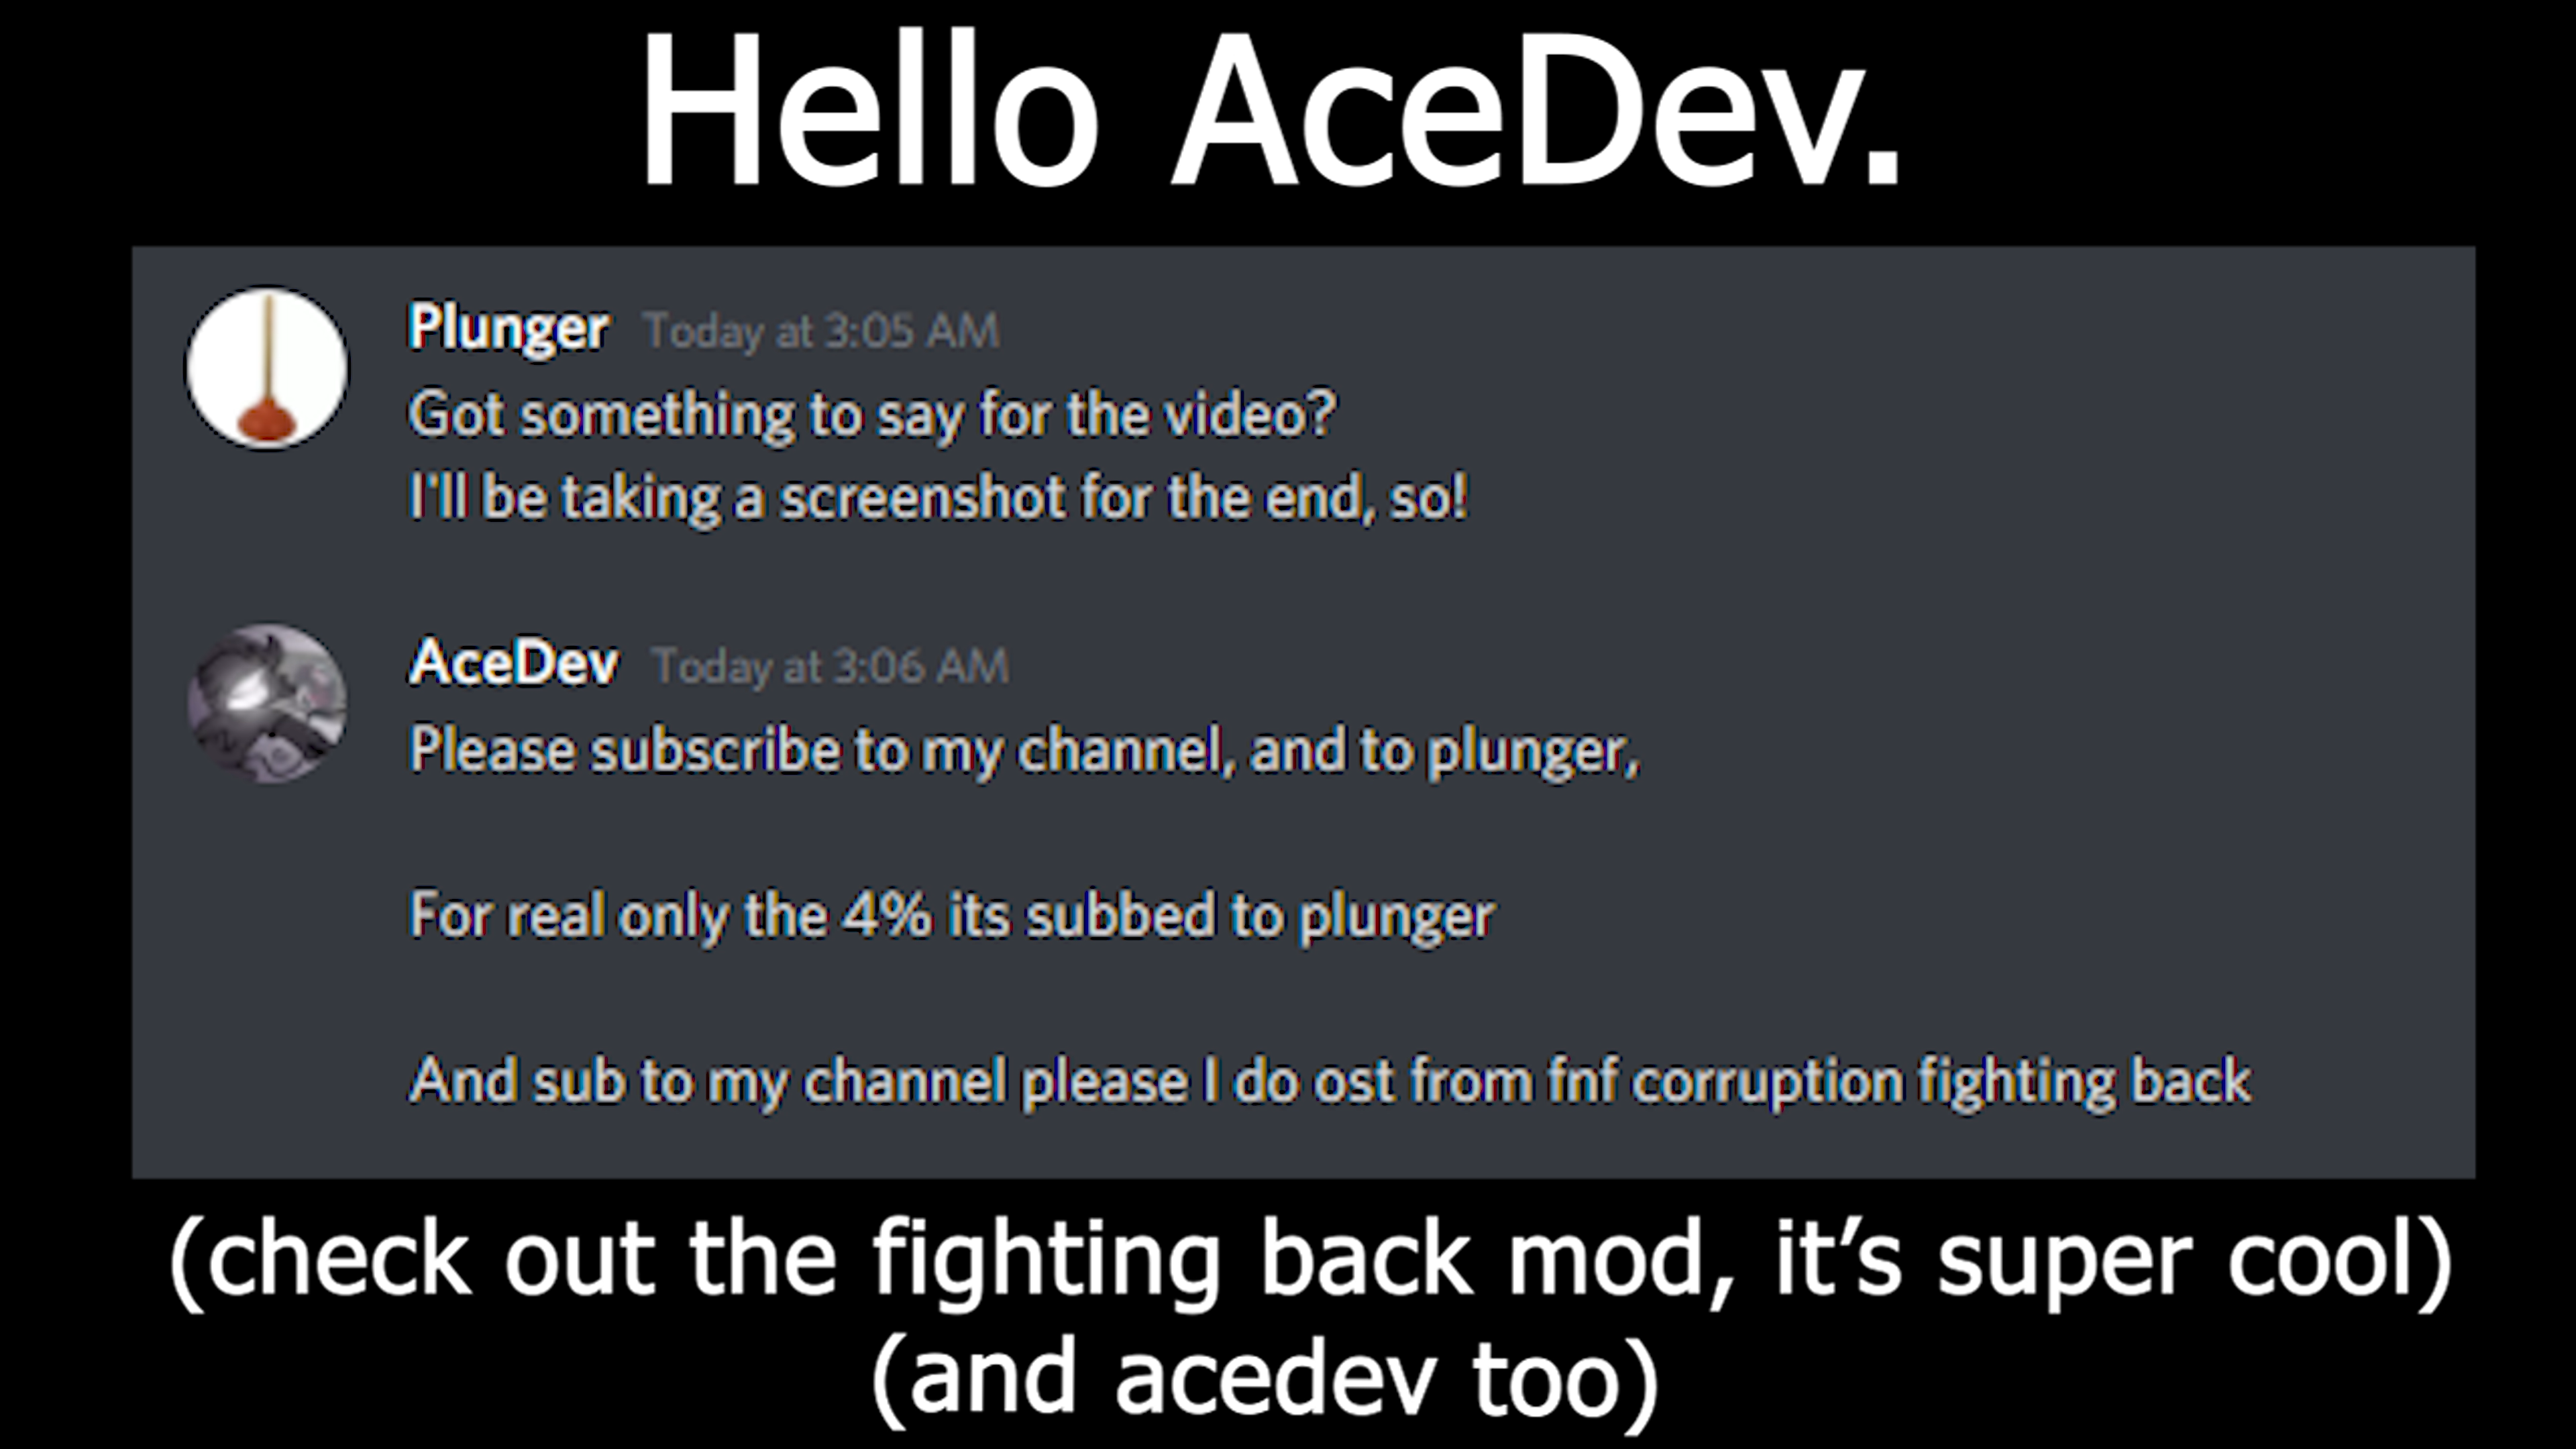 Hello AceDev.
Plunger Today at 3:05 AM
Got something to say for the video?
I'll be taking a screenshot for the end, so!
AceDev Today at 3:06 AM
Please subscribe to my channel, and to plunger,
For real only the 4% its subbed to plunger
And sub to my channel please I do ost from fnf corruption fighting back
(check out the fighting back mod, it’s super cool)
(and acedev too)